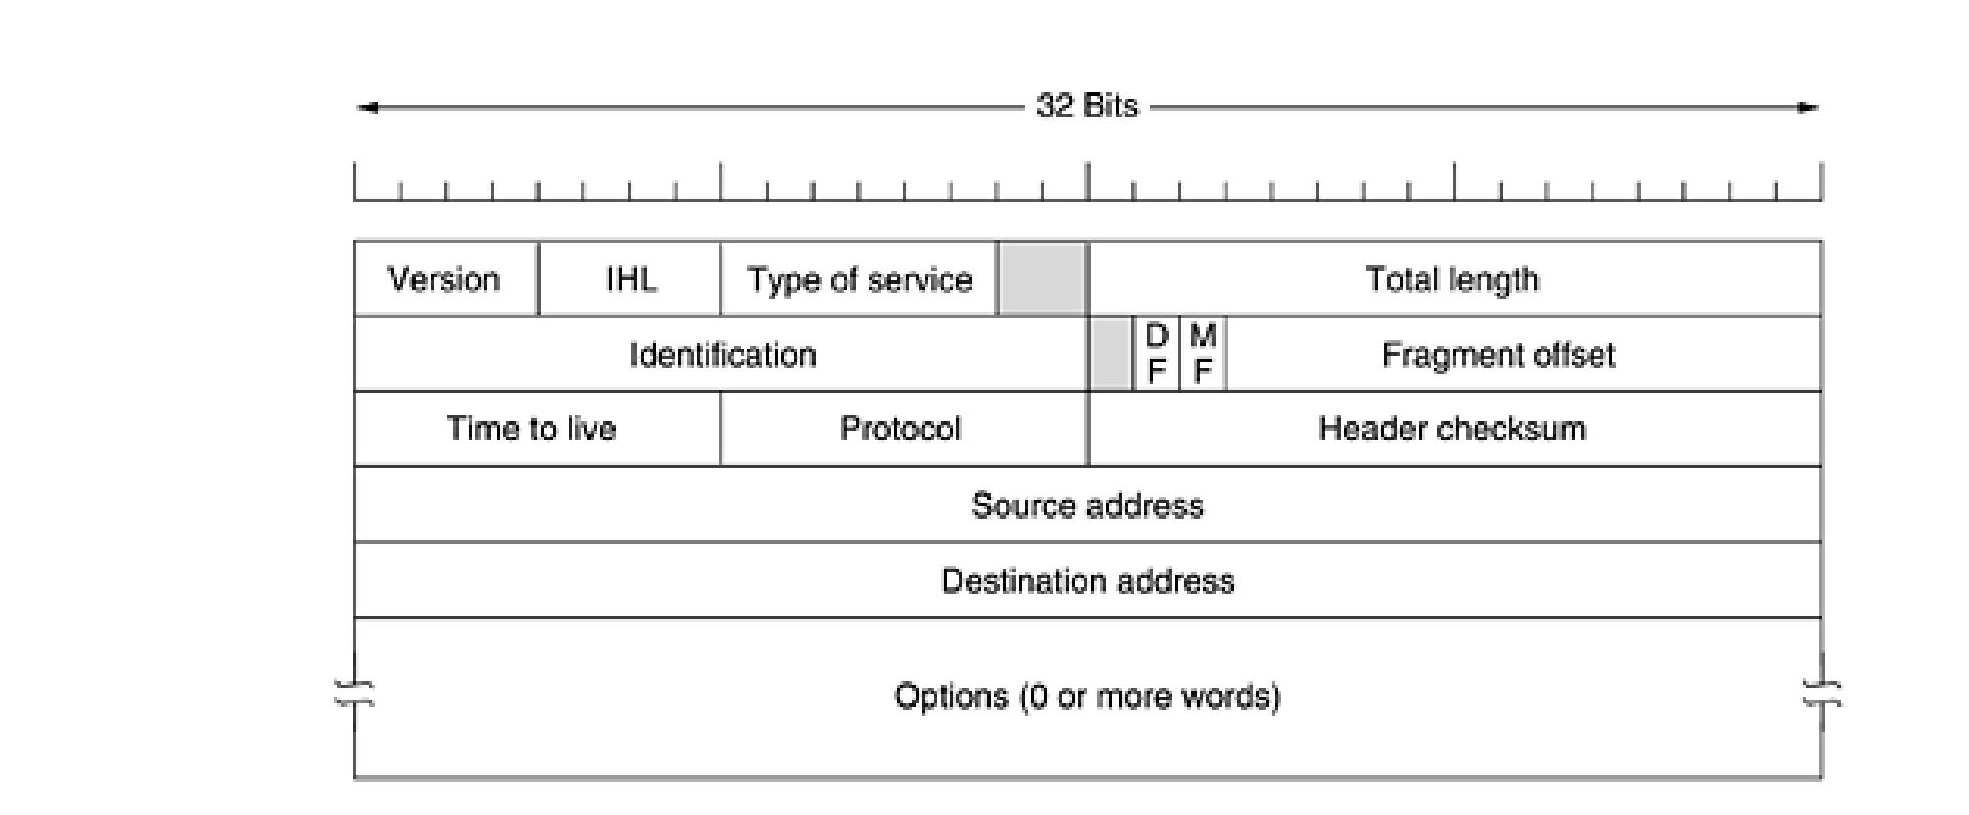 32 Bits
Version IHL Type of service Total length
Identification D F M F Fragment offset
Time to live Protocol Header checksum
Source address
Destination address
Options (0 or more words)